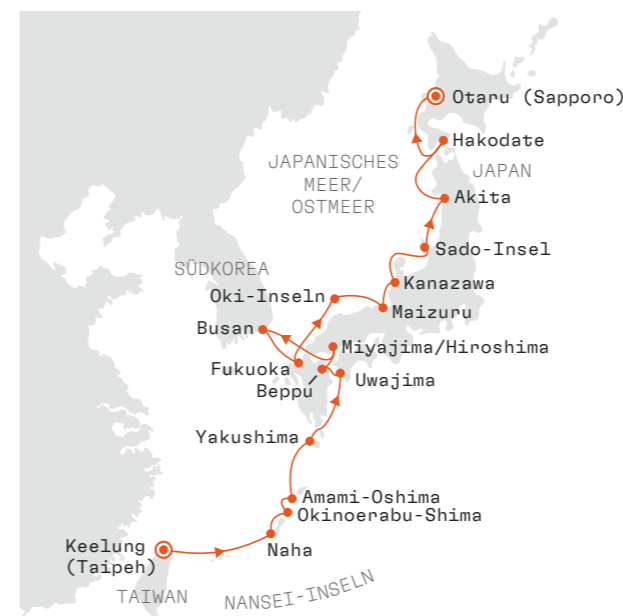 Otaru (Sapporo)
Hakodate
JAPANISCHES
MEER/
OSTMEER
JAPAN
Akita
Sado-Insel
SÜDKOREA
Kanazawa
Oki-Inseln
Maizuru
Busan
Miyajima/Hiroshima
Fukuoka
Beppu
Uwajima
Yakushima
Amami-Oshima
Okinoerabu-Shima
Keelung
(Taipeh)
Naha
TAIWAN
NANSEI-INSELN